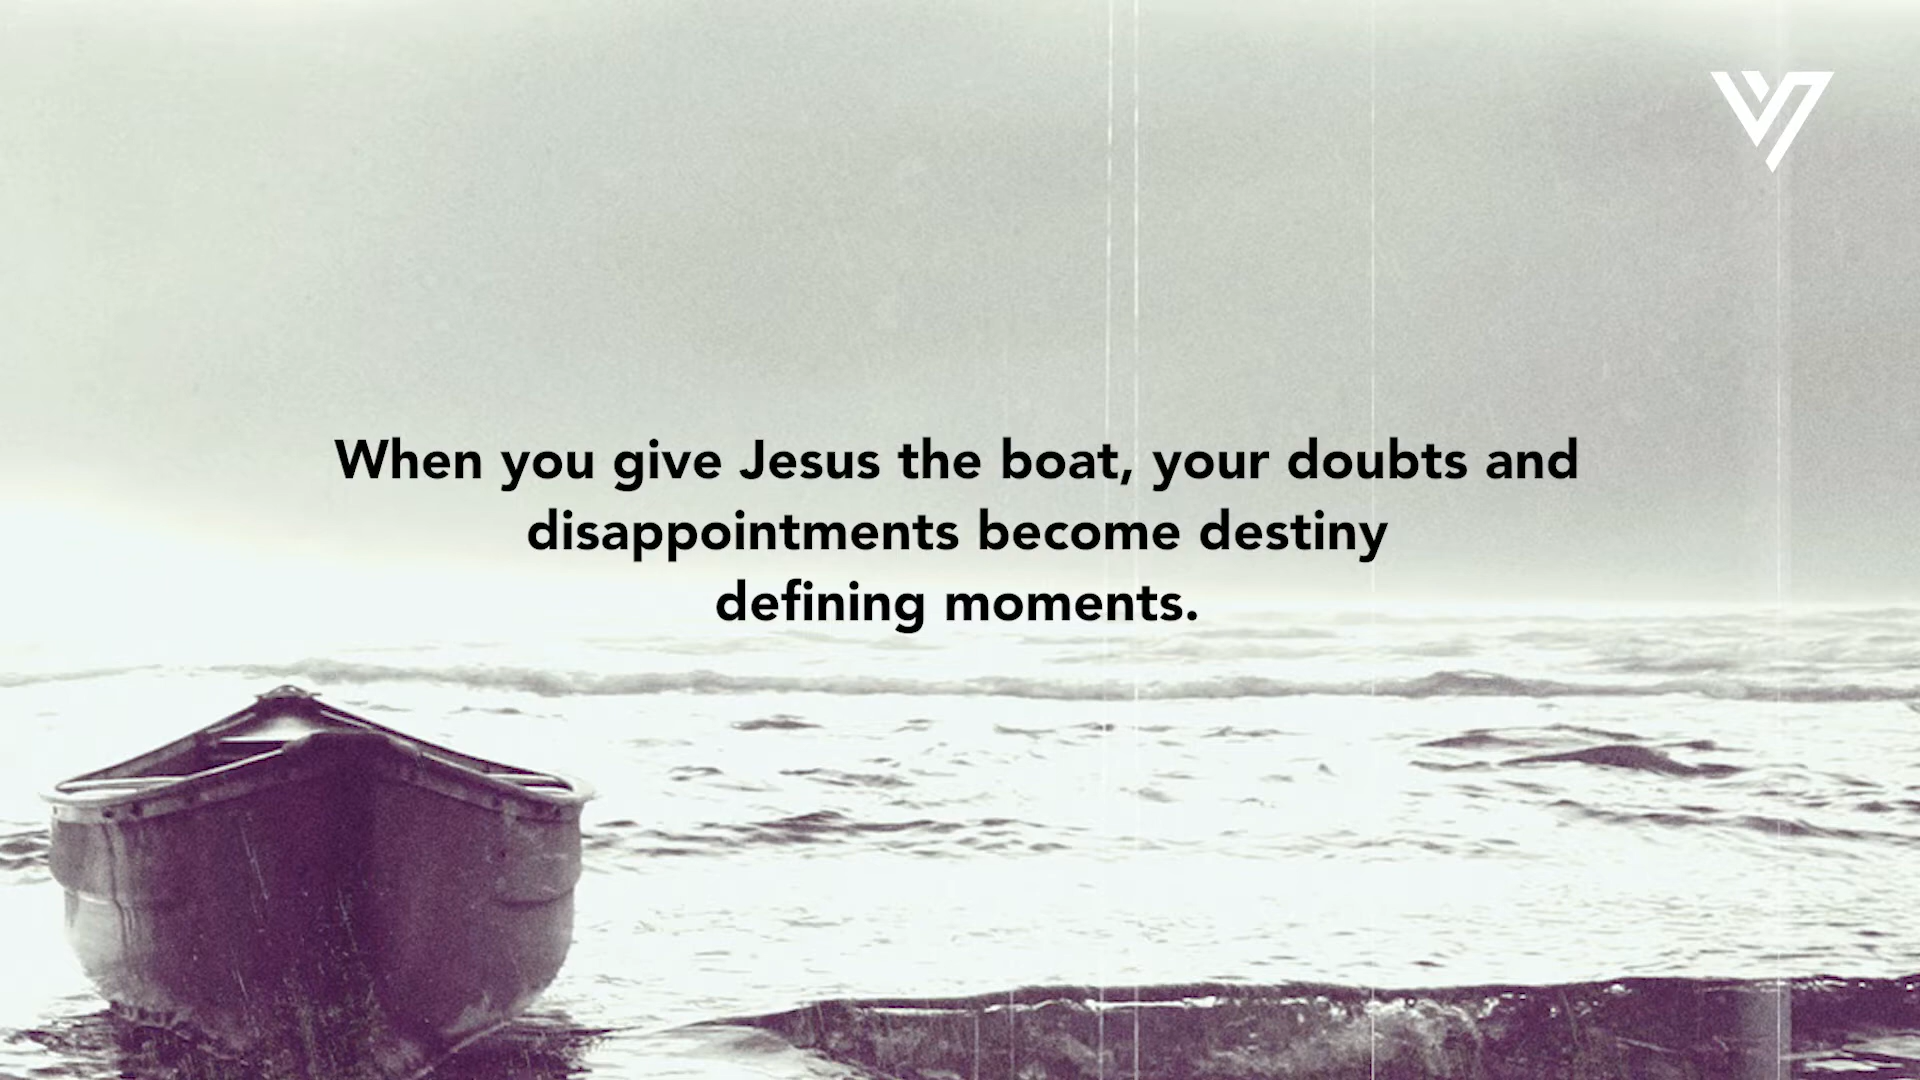 When you give Jesus the boat, your doubts and
disappointments become destiny
defining moments.